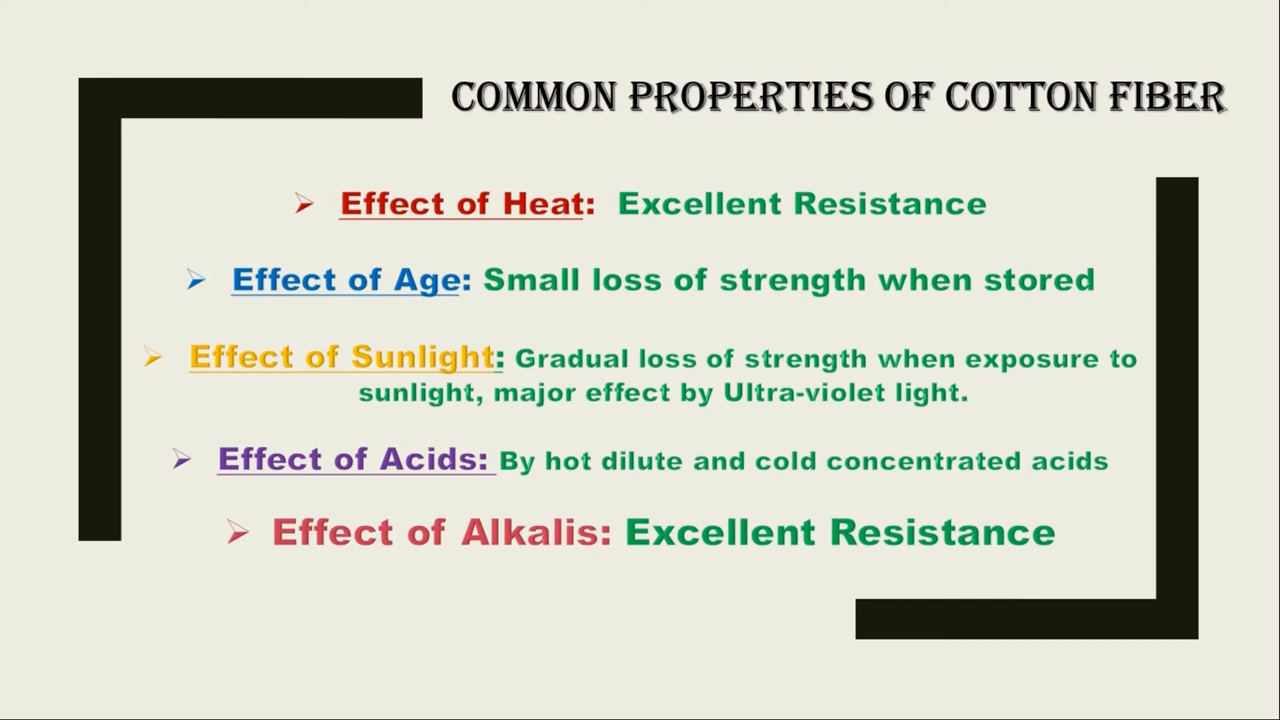 COMMON PROPERTIES OF COTTON FIBER
➢ Effect of Heat: Excellent Resistance
➢ Effect of Age: Small loss of strength when stored
➢ Effect of Sunlight: Gradual loss of strength when exposure to
sunlight, major effect by Ultra-violet light.
➢ Effect of Acids: By hot dilute and cold concentrated acids
➢ Effect of Alkalis: Excellent Resistance